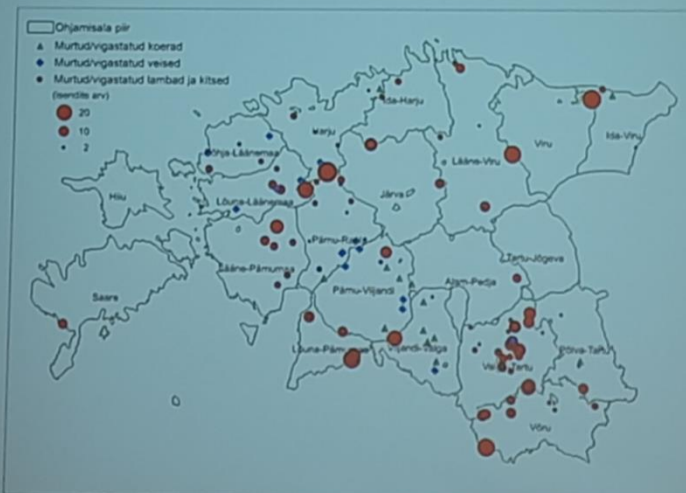 Ohjamisala piir
Murtud/vigastatud koerad
Murtud/vigastatud veised
Murtud/vigastatud lambad ja kitsed
(isendite arv)
20
10
2
Ida-Harju
Harju
Põhja-Läänemaa
Viru
Ida-Viru
Lääne-Viru
Hiiu
Lõuna-Läänemaa
Järva
Pärnu-Rapla
Lääne-Pärnumaa
Tartu-Jõgeva
Saare
Pärnu-Viljandi
Alam-Pedja
Lõuna-Pärnumaa
Viljandi-Valga
Tartu
Põlva-Tartu
Võru